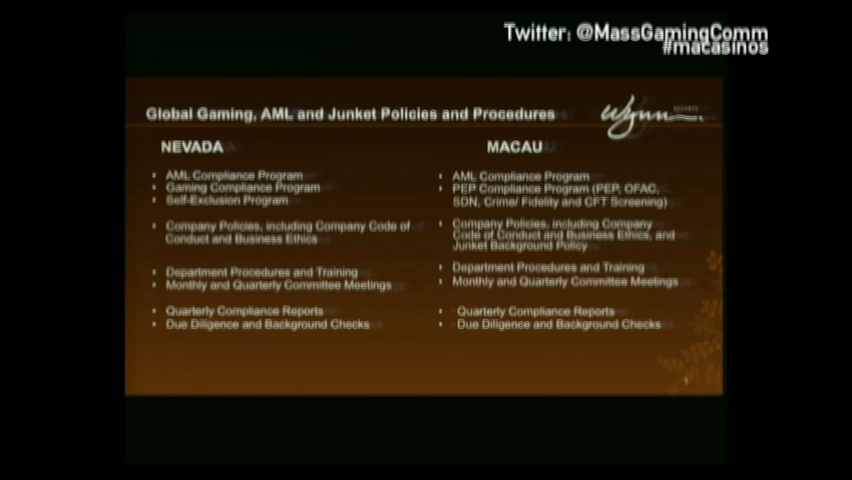 Twitter: @MassGamingComm
#macasinos
Global Gaming, AML and Junket Policies and Procedures
Wynn
RESORTS
NEVADA
AML Compliance Program
Gaming Compliance Program
Self-Exclusion Program
Company Policies, including Company Code of
Conduct and Business Ethics
Department Procedures and Training
Monthly and Quarterly Committee Meetings
Quarterly Compliance Reports
Due Diligence and Background Checks
MACAU
AML Compliance Program
PEP Compliance Program (PEP, OFAC,
SDN, Crime/ Fidelity and CFT Screening)
Company Policies, including Company
Code of Conduct and Business Ethics, and
Junket Background Policy
Department Procedures and Training
Monthly and Quarterly Committee Meetings
Quarterly Compliance Reports
Due Diligence and Background Checks